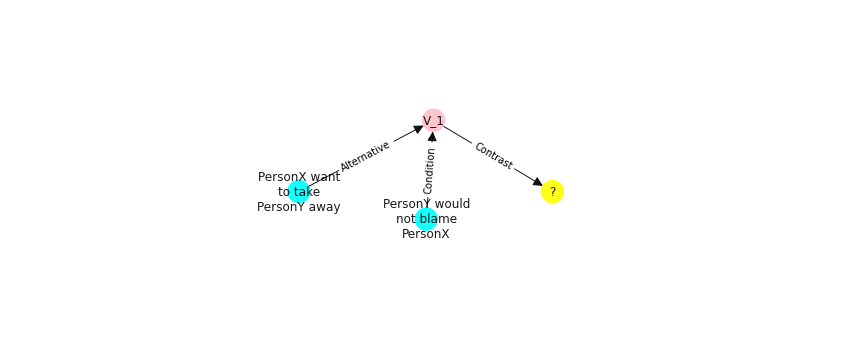 V_1
Alternative
Contrast
Condition
PersonX want
to take
PersonY away
?
PersonY would
not blame
PersonX